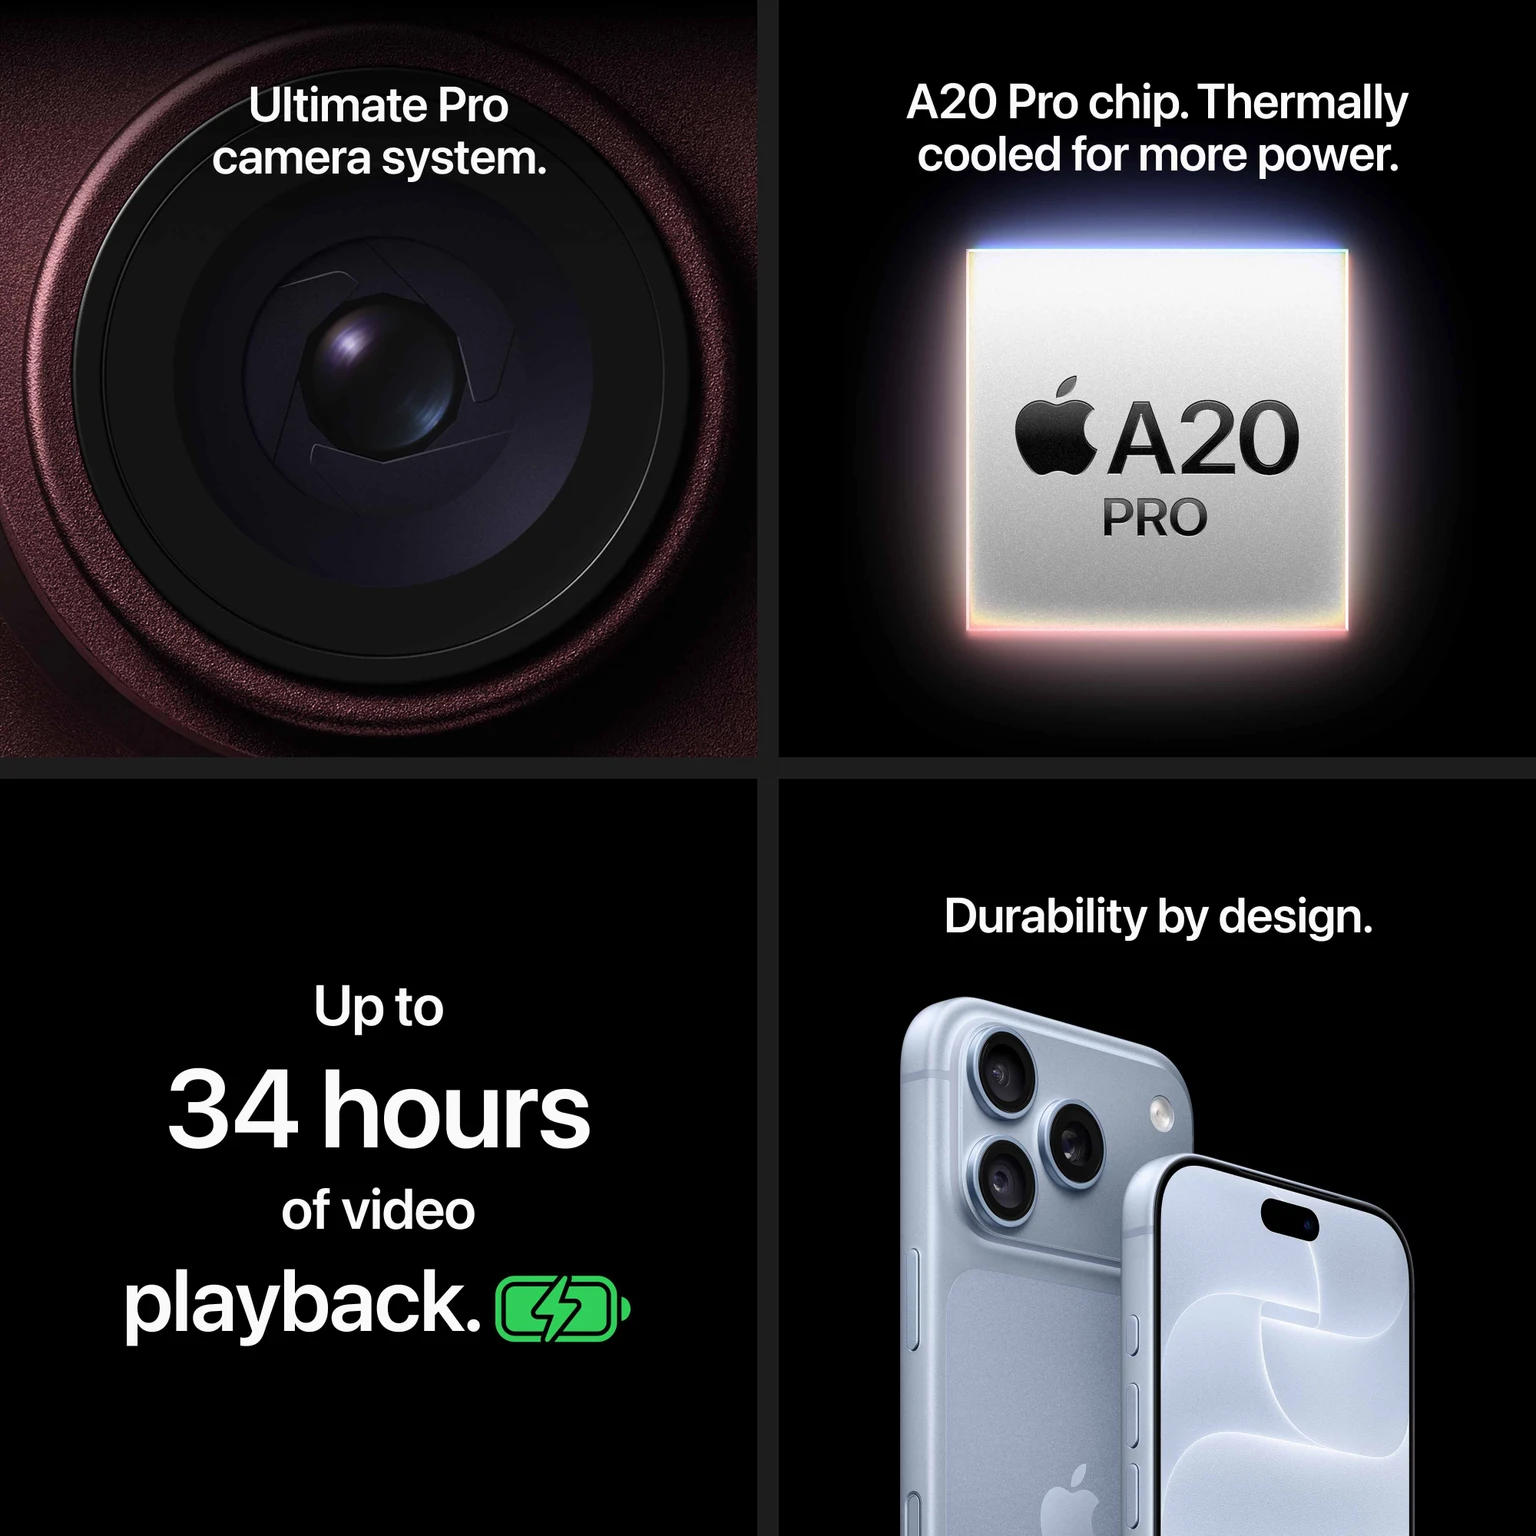 Ultimate Pro
camera system.
A20 Pro chip. Thermally
cooled for more power.
A20
PRO
Up to
34 hours
of video
playback.
Durability by design.